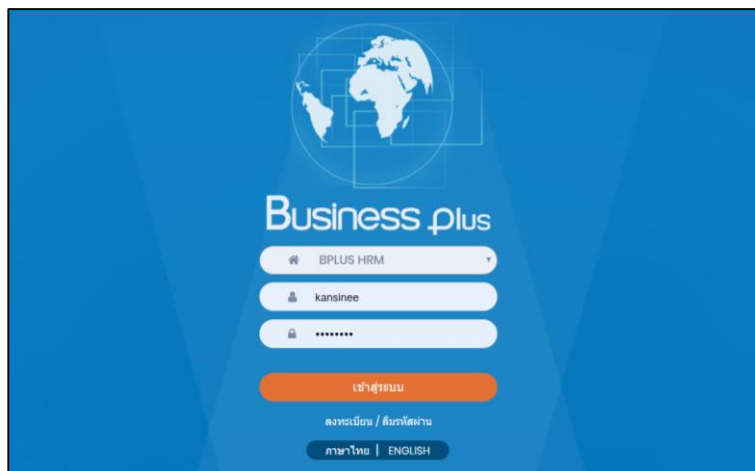 Business Plus
BPLUS HRM
kansinee
••••••••
เข้าสู่ระบบ
ลงทะเบียน / ลืมรหัสผ่าน
ภาษาไทย | ENGLISH